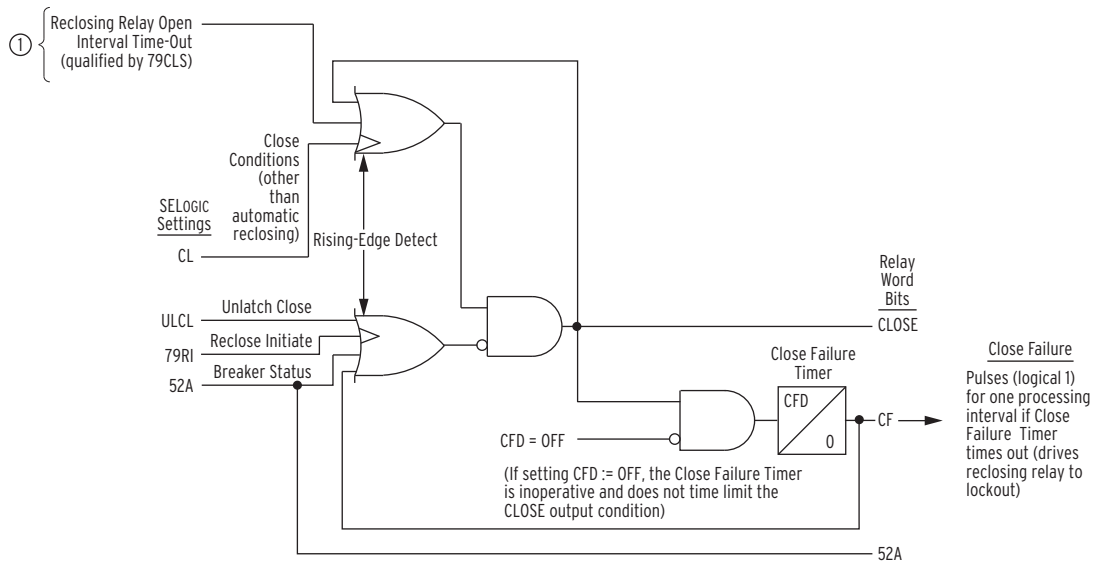 ①
Reclosing Relay Open
Interval Time-Out
(qualified by 79CLS)
Close
Conditions
(other
than
automatic
reclosing)
SELOGIC
Settings
CL
Rising-Edge Detect
ULCL
Unlatch Close
79RI
Reclose Initiate
52A
Breaker Status
Relay
Word
Bits
CLOSE
Close Failure
Timer
CFD
0
CFD = OFF
CF
(If setting CFD := OFF, the Close Failure Timer
is inoperative and does not time limit the
CLOSE output condition)
Close Failure
Pulses (logical 1)
for one processing
interval if Close
Failure Timer
times out (drives
reclosing relay to
lockout)
52A